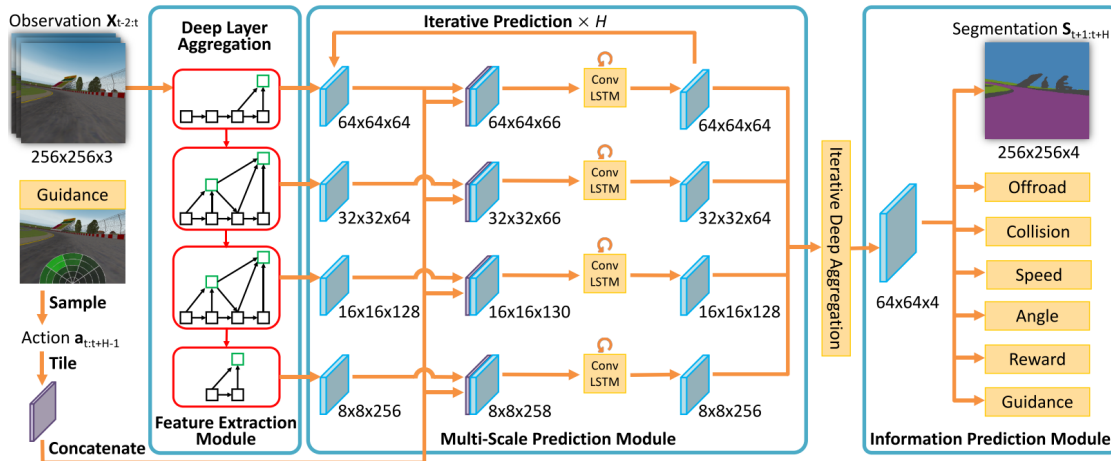 Observation X t-2:t
256x256x3
Guidance
Sample
Action a t:t+H-1
Tile
Concatenate
Deep Layer
Aggregation
Feature Extraction
Module
Iterative Prediction × H
64x64x64
64x64x66
Conv
LSTM
64x64x64
32x32x64
32x32x66
Conv
LSTM
32x32x64
16x16x128
16x16x130
Conv
LSTM
16x16x128
8x8x256
8x8x258
Conv
LSTM
8x8x256
Multi-Scale Prediction Module
Iterative Deep Aggregation
64x64x4
Segmentation S t+1:t+H
256x256x4
Offroad
Collision
Speed
Angle
Reward
Guidance
Information Prediction Module